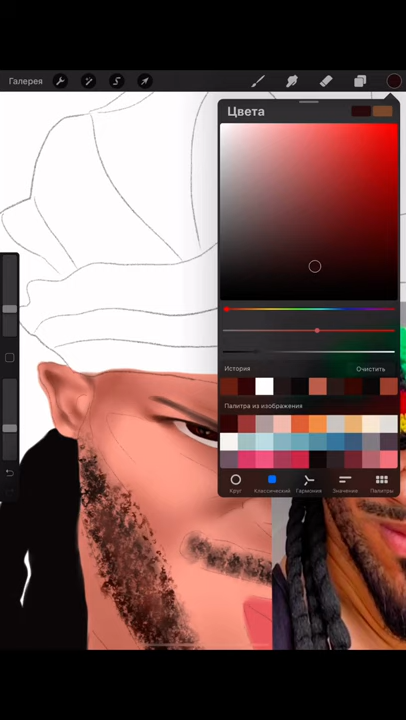 Галерея
Цвета
История
Очистить
Палитра из изображения
Круг
Классический
Гармония
Значение
Палитры